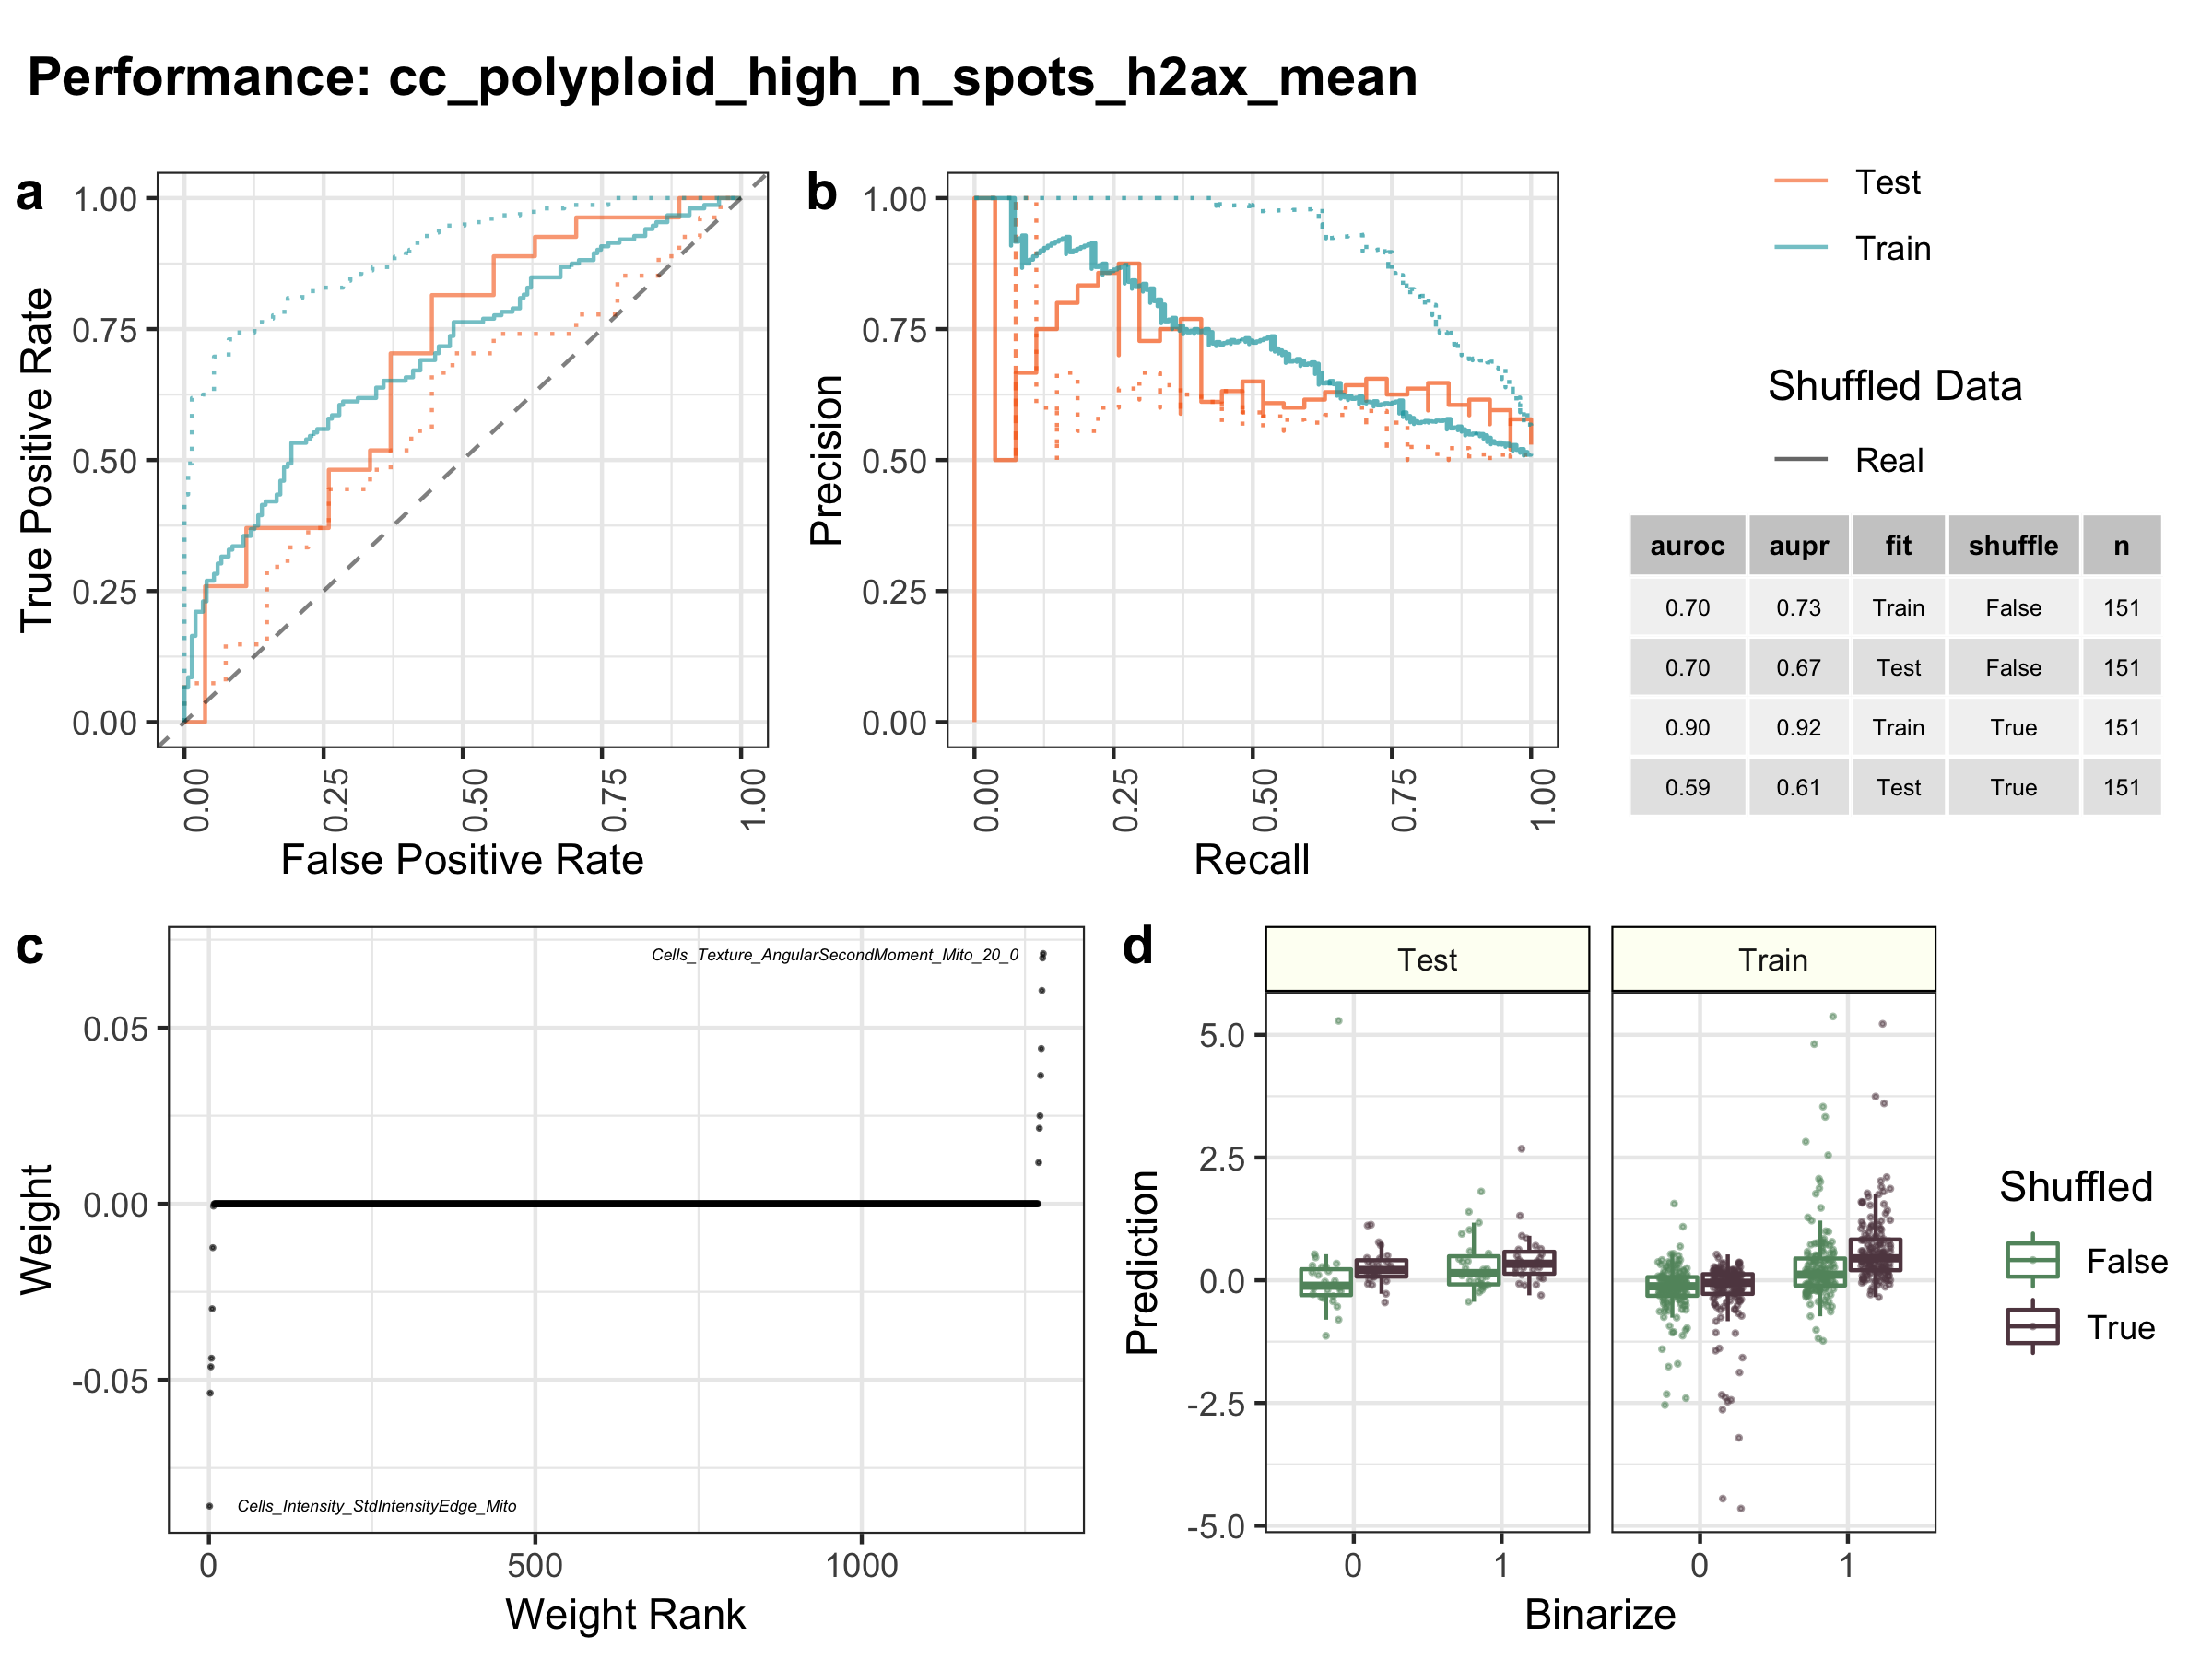 Performance: cc_polyploid_high_n_spots_h2ax_mean
a
1.00
0.75
0.50
0.25
0.00
True Positive Rate
0.00
0.25
0.50
0.75
1.00
False Positive Rate
b
1.00
0.75
0.50
0.25
0.00
Precision
0.00
0.25
0.50
0.75
1.00
Recall
Test
Train
Shuffled Data
Real
auroc aupr fit shuffle n
0.70 0.73 Train False 151
0.70 0.67 Test False 151
0.90 0.92 Train True 151
0.59 0.61 Test True 151
c
0.05
0.00
-0.05
Weight
Cells_Texture_AngularSecondMoment_Mito_20_0
Cells_Intensity_StdIntensityEdge_Mito
0
500
1000
Weight Rank
d
Test
Train
5.0
2.5
0.0
-2.5
-5.0
Prediction
0
1
0
1
Binarize
Shuffled
False
True